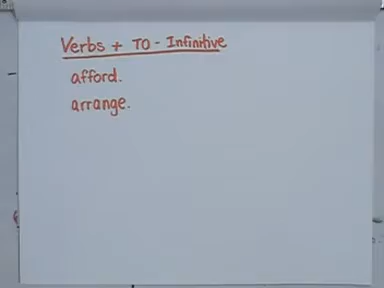 Verbs + TO - Infinitive
afford.
arrange.